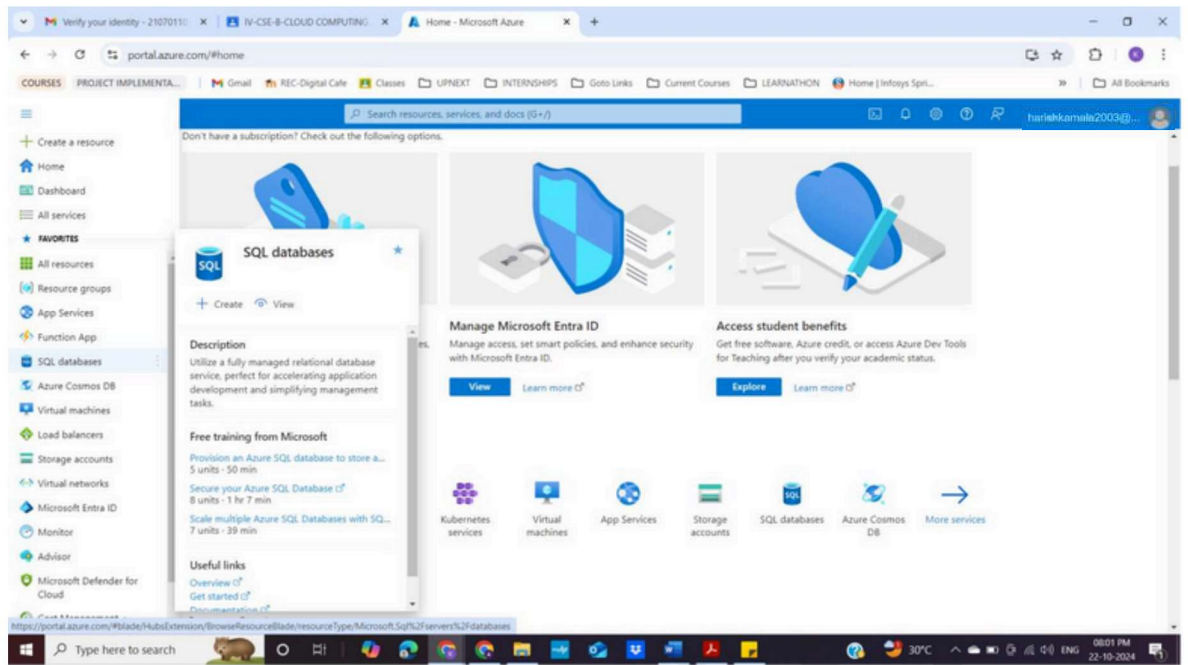 Verify your identity - 21070110
IV-CSE-B-CLOUD COMPUTING
Home - Microsoft Azure
portal.azure.com/#home
COURSES
PROJECT IMPLEMENTA...
Gmail
REC-Digital Cafe
Classes
UPNEXT
INTERNSHIPS
Goto Links
Current Courses
LEARNATHON
Home | Infosys Spri...
»
All Bookmarks
Search resources, services, and docs (G+/)
harishkamala2003@...
Create a resource
Home
Dashboard
All services
FAVORITES
All resources
Resource groups
App Services
Function App
SQL databases
Azure Cosmos DB
Virtual machines
Load balancers
Storage accounts
Virtual networks
Microsoft Entra ID
Monitor
Advisor
Microsoft Defender for
Cloud
Cost Management
Don't have a subscription? Check out the following options.
SQL
SQL databases
Create
View
Description
Utilize a fully managed relational database
service, perfect for accelerating application
development and simplifying management
tasks.
Free training from Microsoft
Provision an Azure SQL database to store a...
5 units - 50 min
Secure your Azure SQL Database
8 units - 1 hr 7 min
Scale multiple Azure SQL Databases with SQ...
7 units - 39 min
Useful links
Overview
Get started
Documentation
es,
Manage Microsoft Entra ID
Manage access, set smart policies, and enhance security
with Microsoft Entra ID.
View
Learn more
Access student benefits
Get free software, Azure credit, or access Azure Dev Tools
for Teaching after you verify your academic status.
Explore
Learn more
Kubernetes
services
Virtual
machines
App Services
Storage
accounts
SQL
SQL databases
Azure Cosmos
DB
More services
https://portal.azure.com/#blade/HubsExtension/BrowseResourceBlade/resourceType/Microsoft.Sql%2Fservers%2Fdatabases
Type here to search
30°C
ENG
08:01 PM
22-10-2024